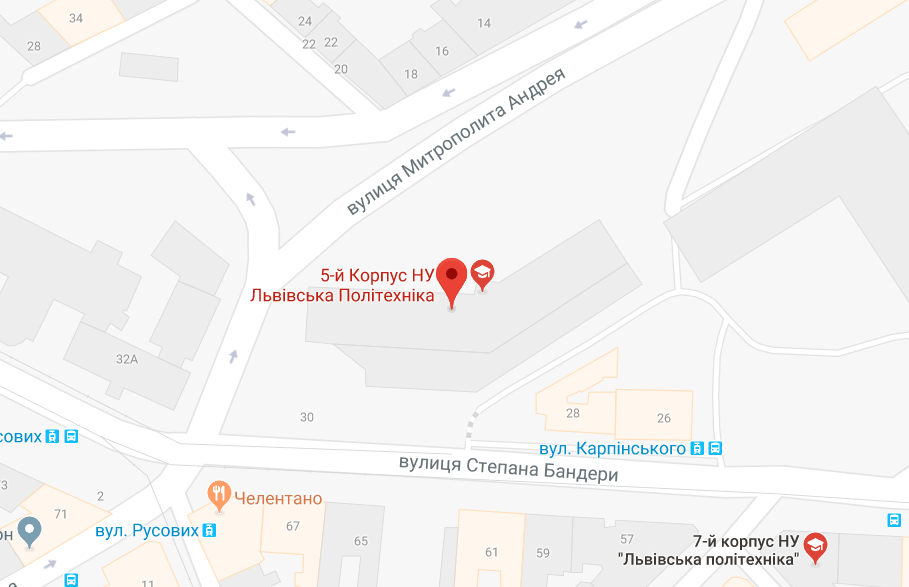 34
24
14
28
22
22
16
20
18
вулиця Митрополита Андрея
5-й Корпус НУ
Львівська Політехніка
32A
30
28
26
вул. Карпінського
вулиця Степана Бандери
2
Челентано
71
вул. Русових
67
65
61
59
57
7-й корпус НУ
"Львівська політехніка"
11